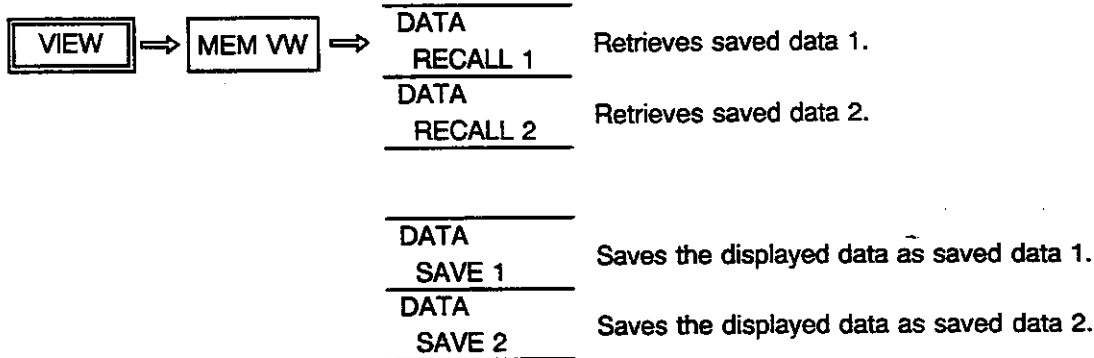 VIEW ⇒ MEM VW ⇒ DATA
RECALL 1 Retrieves saved data 1.
DATA
RECALL 2 Retrieves saved data 2.
DATA
SAVE 1 Saves the displayed data as saved data 1.
DATA
SAVE 2 Saves the displayed data as saved data 2.